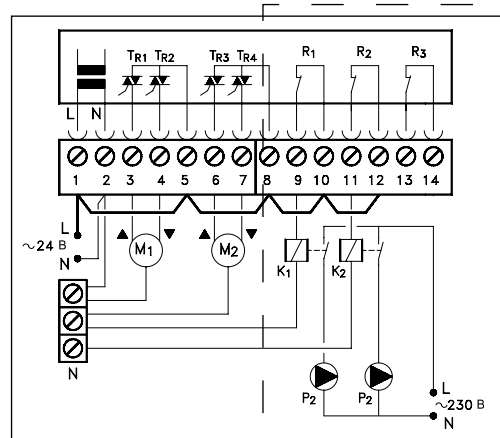 TR1 TR2 TR3 TR4 R1 R2 R3
L N
1 2 3 4 5 6 7 8 9 10 11 12 13 14
L
~24 В
N
M1 M2
K1 K2
N
P2 P2
L
~230 В
N